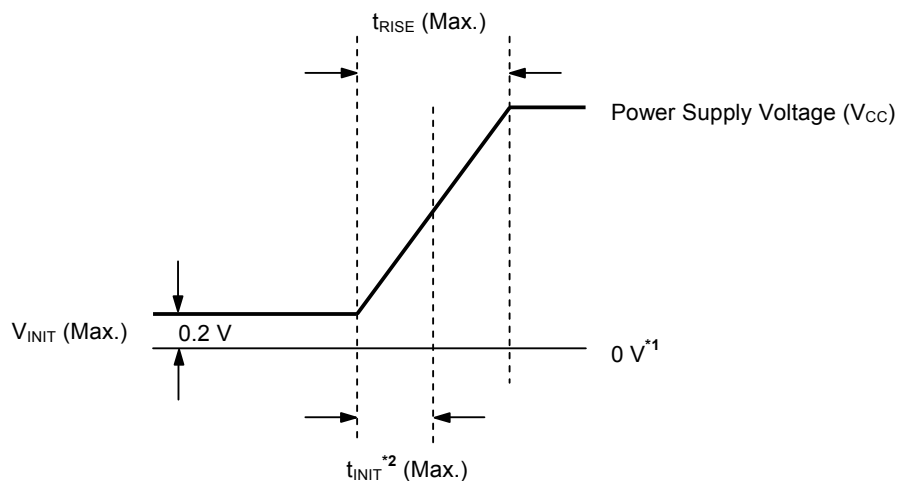 tRISE (Max.)
Power Supply Voltage (VCC)
VINIT (Max.)
0.2 V
0 V*1
tINIT*2 (Max.)